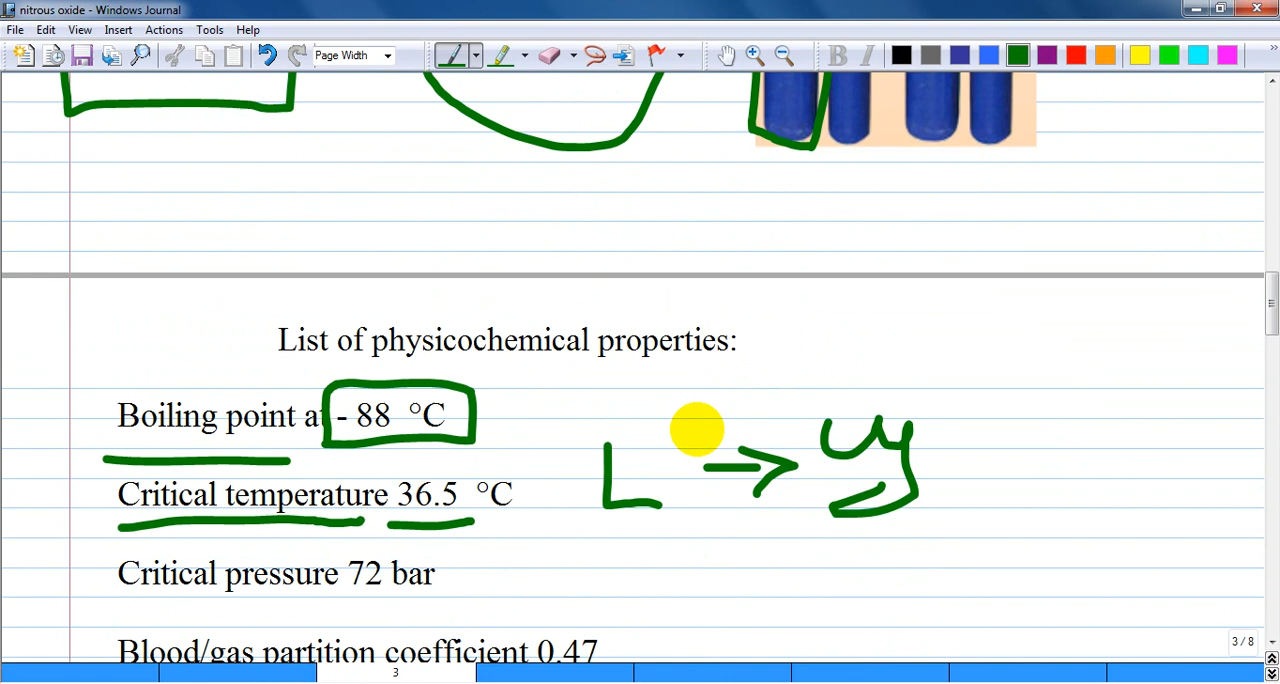 nitrous oxide - Windows Journal
File Edit View Insert Actions Tools Help
Page Width
B I
List of physicochemical properties:
Boiling point at - 88 °C
L → g
Critical temperature 36.5 °C
Critical pressure 72 bar
Blood/gas partition coefficient 0.47
3 / 8
3